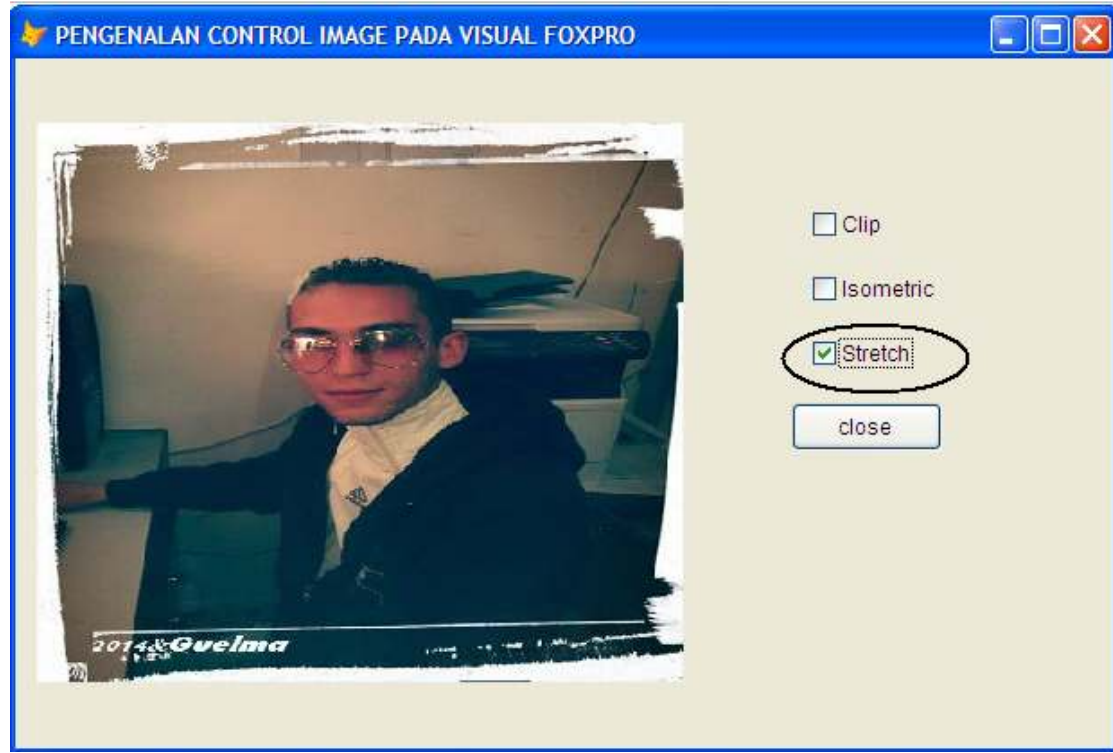 PENGENALAN CONTROL IMAGE PADA VISUAL FOXPRO
Clip
Isometric
Stretch
close
2014&Guelma